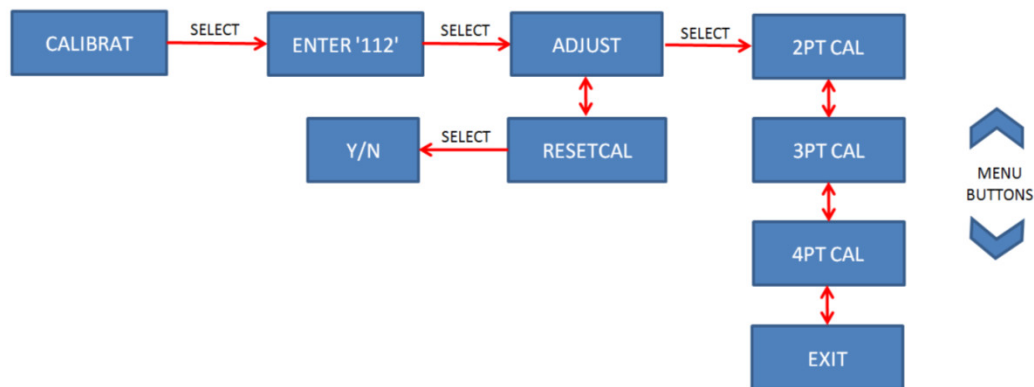 CALIBRAT
SELECT
ENTER '112'
SELECT
ADJUST
SELECT
2PT CAL
Y/N
SELECT
RESETCAL
3PT CAL
MENU
BUTTONS
4PT CAL
EXIT